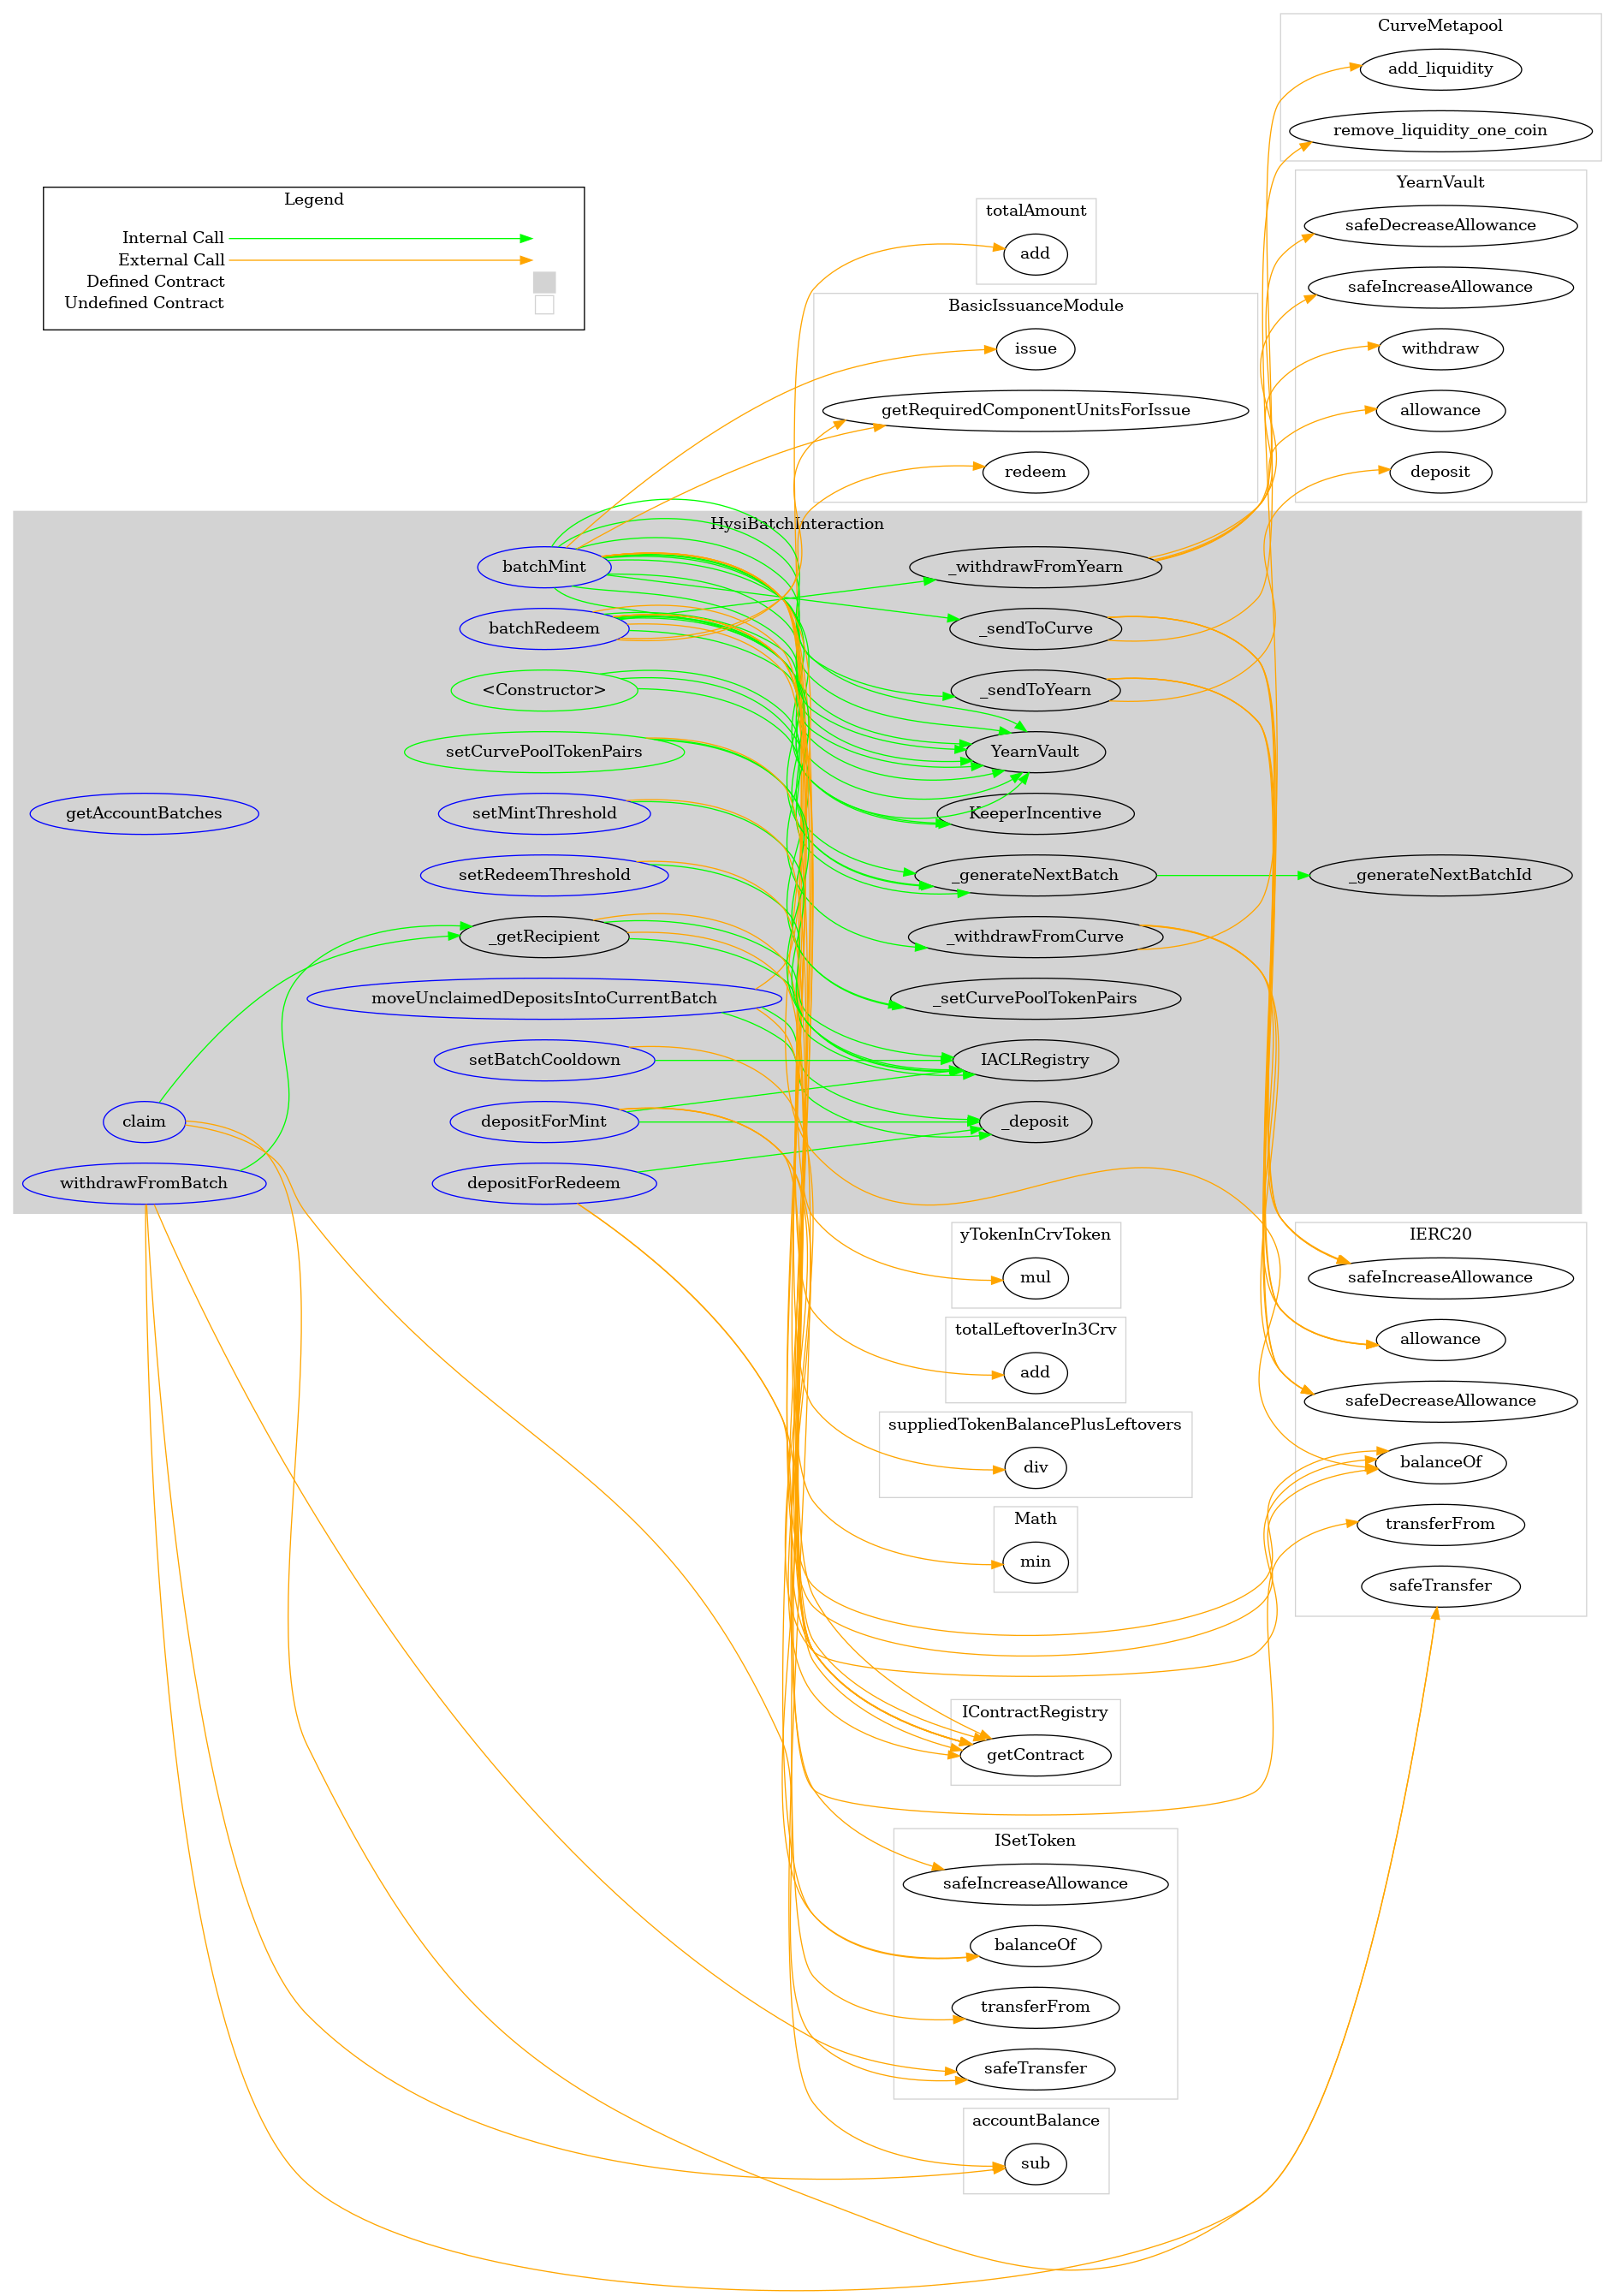 CurveMetapool
add_liquidity
remove_liquidity_one_coin
YearnVault
safeDecreaseAllowance
safeIncreaseAllowance
withdraw
allowance
deposit
Legend
Internal Call
External Call
Defined Contract
Undefined Contract
totalAmount
add
BasicIssuanceModule
issue
getRequiredComponentUnitsForIssue
redeem
HysiBatchInteraction
batchMint
_withdrawFromYearn
batchRedeem
_sendToCurve
<Constructor>
_sendToYearn
setCurvePoolTokenPairs
YearnVault
getAccountBatches
setMintThreshold
KeeperIncentive
setRedeemThreshold
_generateNextBatch
_generateNextBatchId
_getRecipient
_withdrawFromCurve
moveUnclaimedDepositsIntoCurrentBatch
_setCurvePoolTokenPairs
setBatchCooldown
IACLRegistry
claim
depositForMint
_deposit
withdrawFromBatch
depositForRedeem
yTokenInCrvToken
mul
totalLeftoverIn3Crv
add
suppliedTokenBalancePlusLeftovers
div
Math
min
IERC20
safeIncreaseAllowance
allowance
safeDecreaseAllowance
balanceOf
transferFrom
safeTransfer
IContractRegistry
getContract
ISetToken
safeIncreaseAllowance
balanceOf
transferFrom
safeTransfer
accountBalance
sub